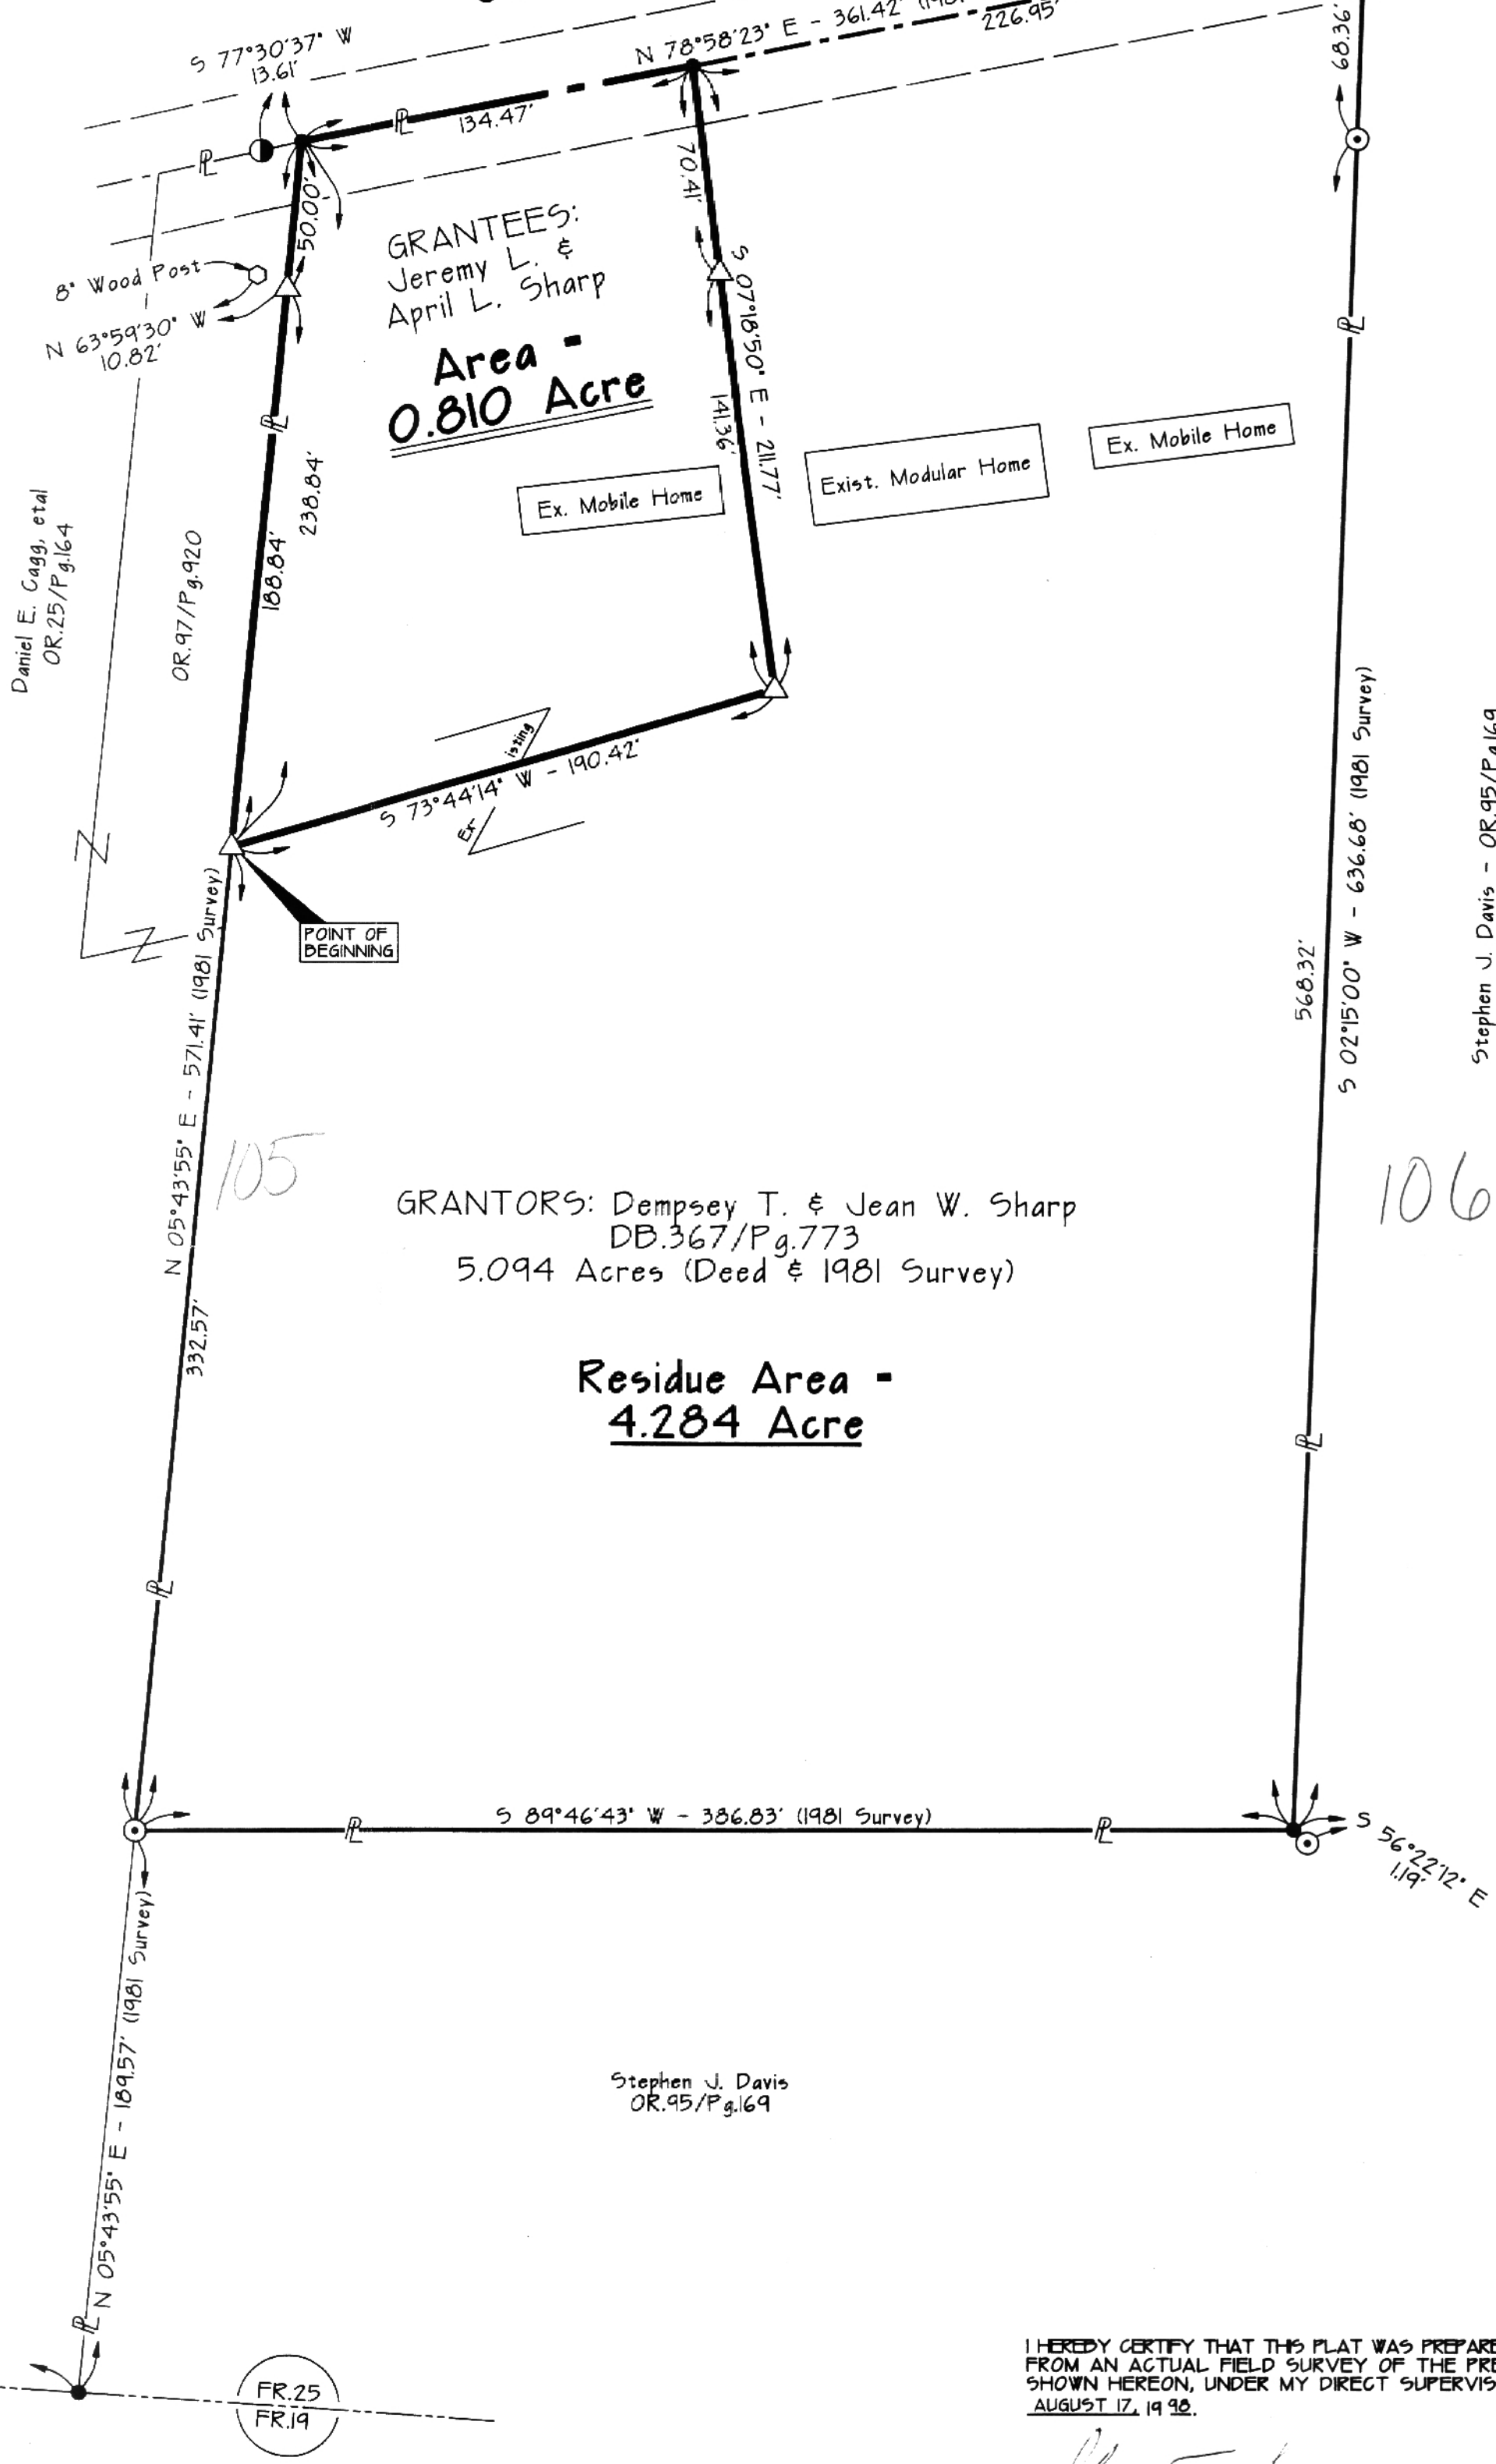 S 77°30'37" W
13.61'
N 78°58'23" E - 361.42'
226.95'
68.36'
℄
134.47'
℄
50.00'
70.41'
8" Wood Post
N 63°59'30" W
10.82'
GRANTEES:
Jeremy L. &
April L. Sharp
Area -
0.810 Acre
S 07°18'50" E - 211.77'
141.36'
℄
℄
Ex. Mobile Home
Exist. Modular Home
Ex. Mobile Home
238.84'
188.84'
Daniel E. Cagg, etal
OR.25/Pg.164
OR.97/Pg.920
isting
S 73°44'14" W - 190.42'
Ex-
POINT OF
BEGINNING
N 05°43'55" E - 571.41' (1981 Survey)
332.57'
568.32'
S 02°15'00" W - 636.68' (1981 Survey)
Stephen J. Davis - OR.95/Pg.169
105
106
GRANTORS: Dempsey T. & Jean W. Sharp
DB.367/Pg.773
5.094 Acres (Deed & 1981 Survey)
Residue Area -
4.284 Acre
℄
℄
S 89°46'43" W - 386.83' (1981 Survey)
℄
℄
S 56°22'12" E
1.19'
N 05°43'55" E - 189.57' (1981 Survey)
℄
Stephen J. Davis
OR.95/Pg.169
FR.25
FR.19
I HEREBY CERTIFY THAT THIS PLAT WAS PREPARE
FROM AN ACTUAL FIELD SURVEY OF THE PRE
SHOWN HEREON, UNDER MY DIRECT SUPERVIS
AUGUST 17, 19 98.